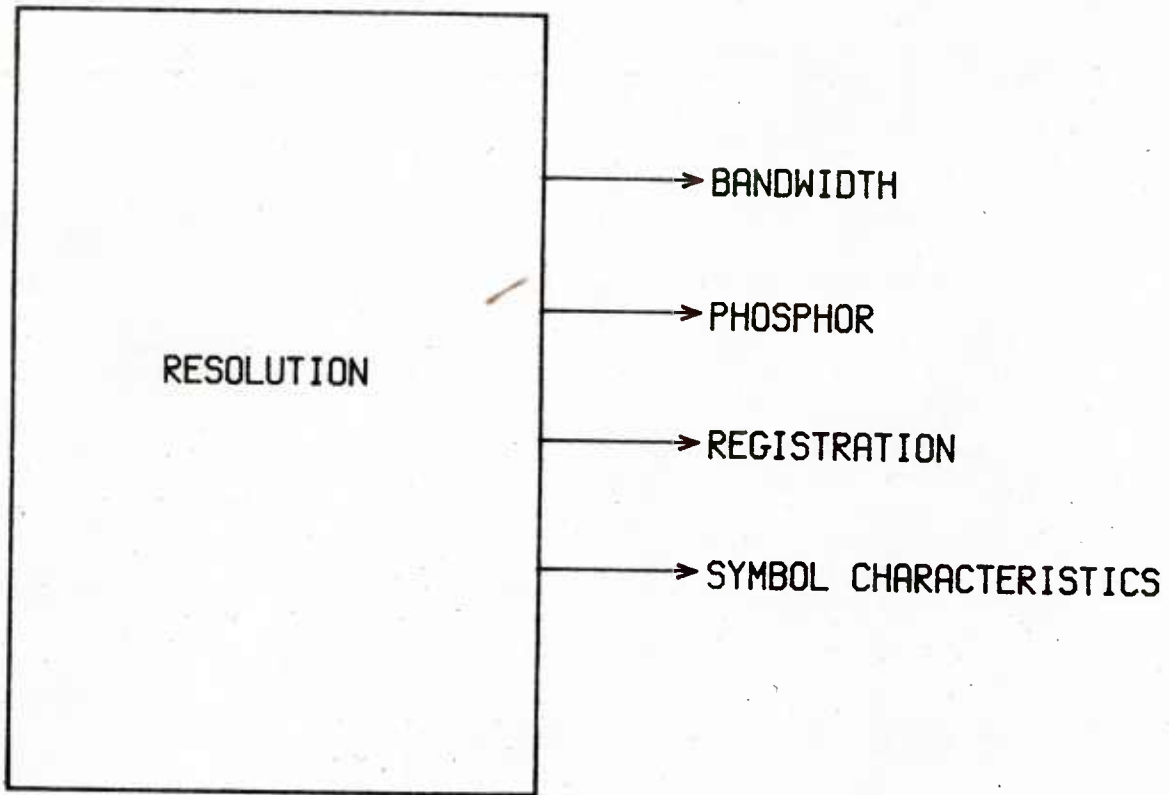 BANDWIDTH
PHOSPHOR
RESOLUTION
REGISTRATION
SYMBOL CHARACTERISTICS